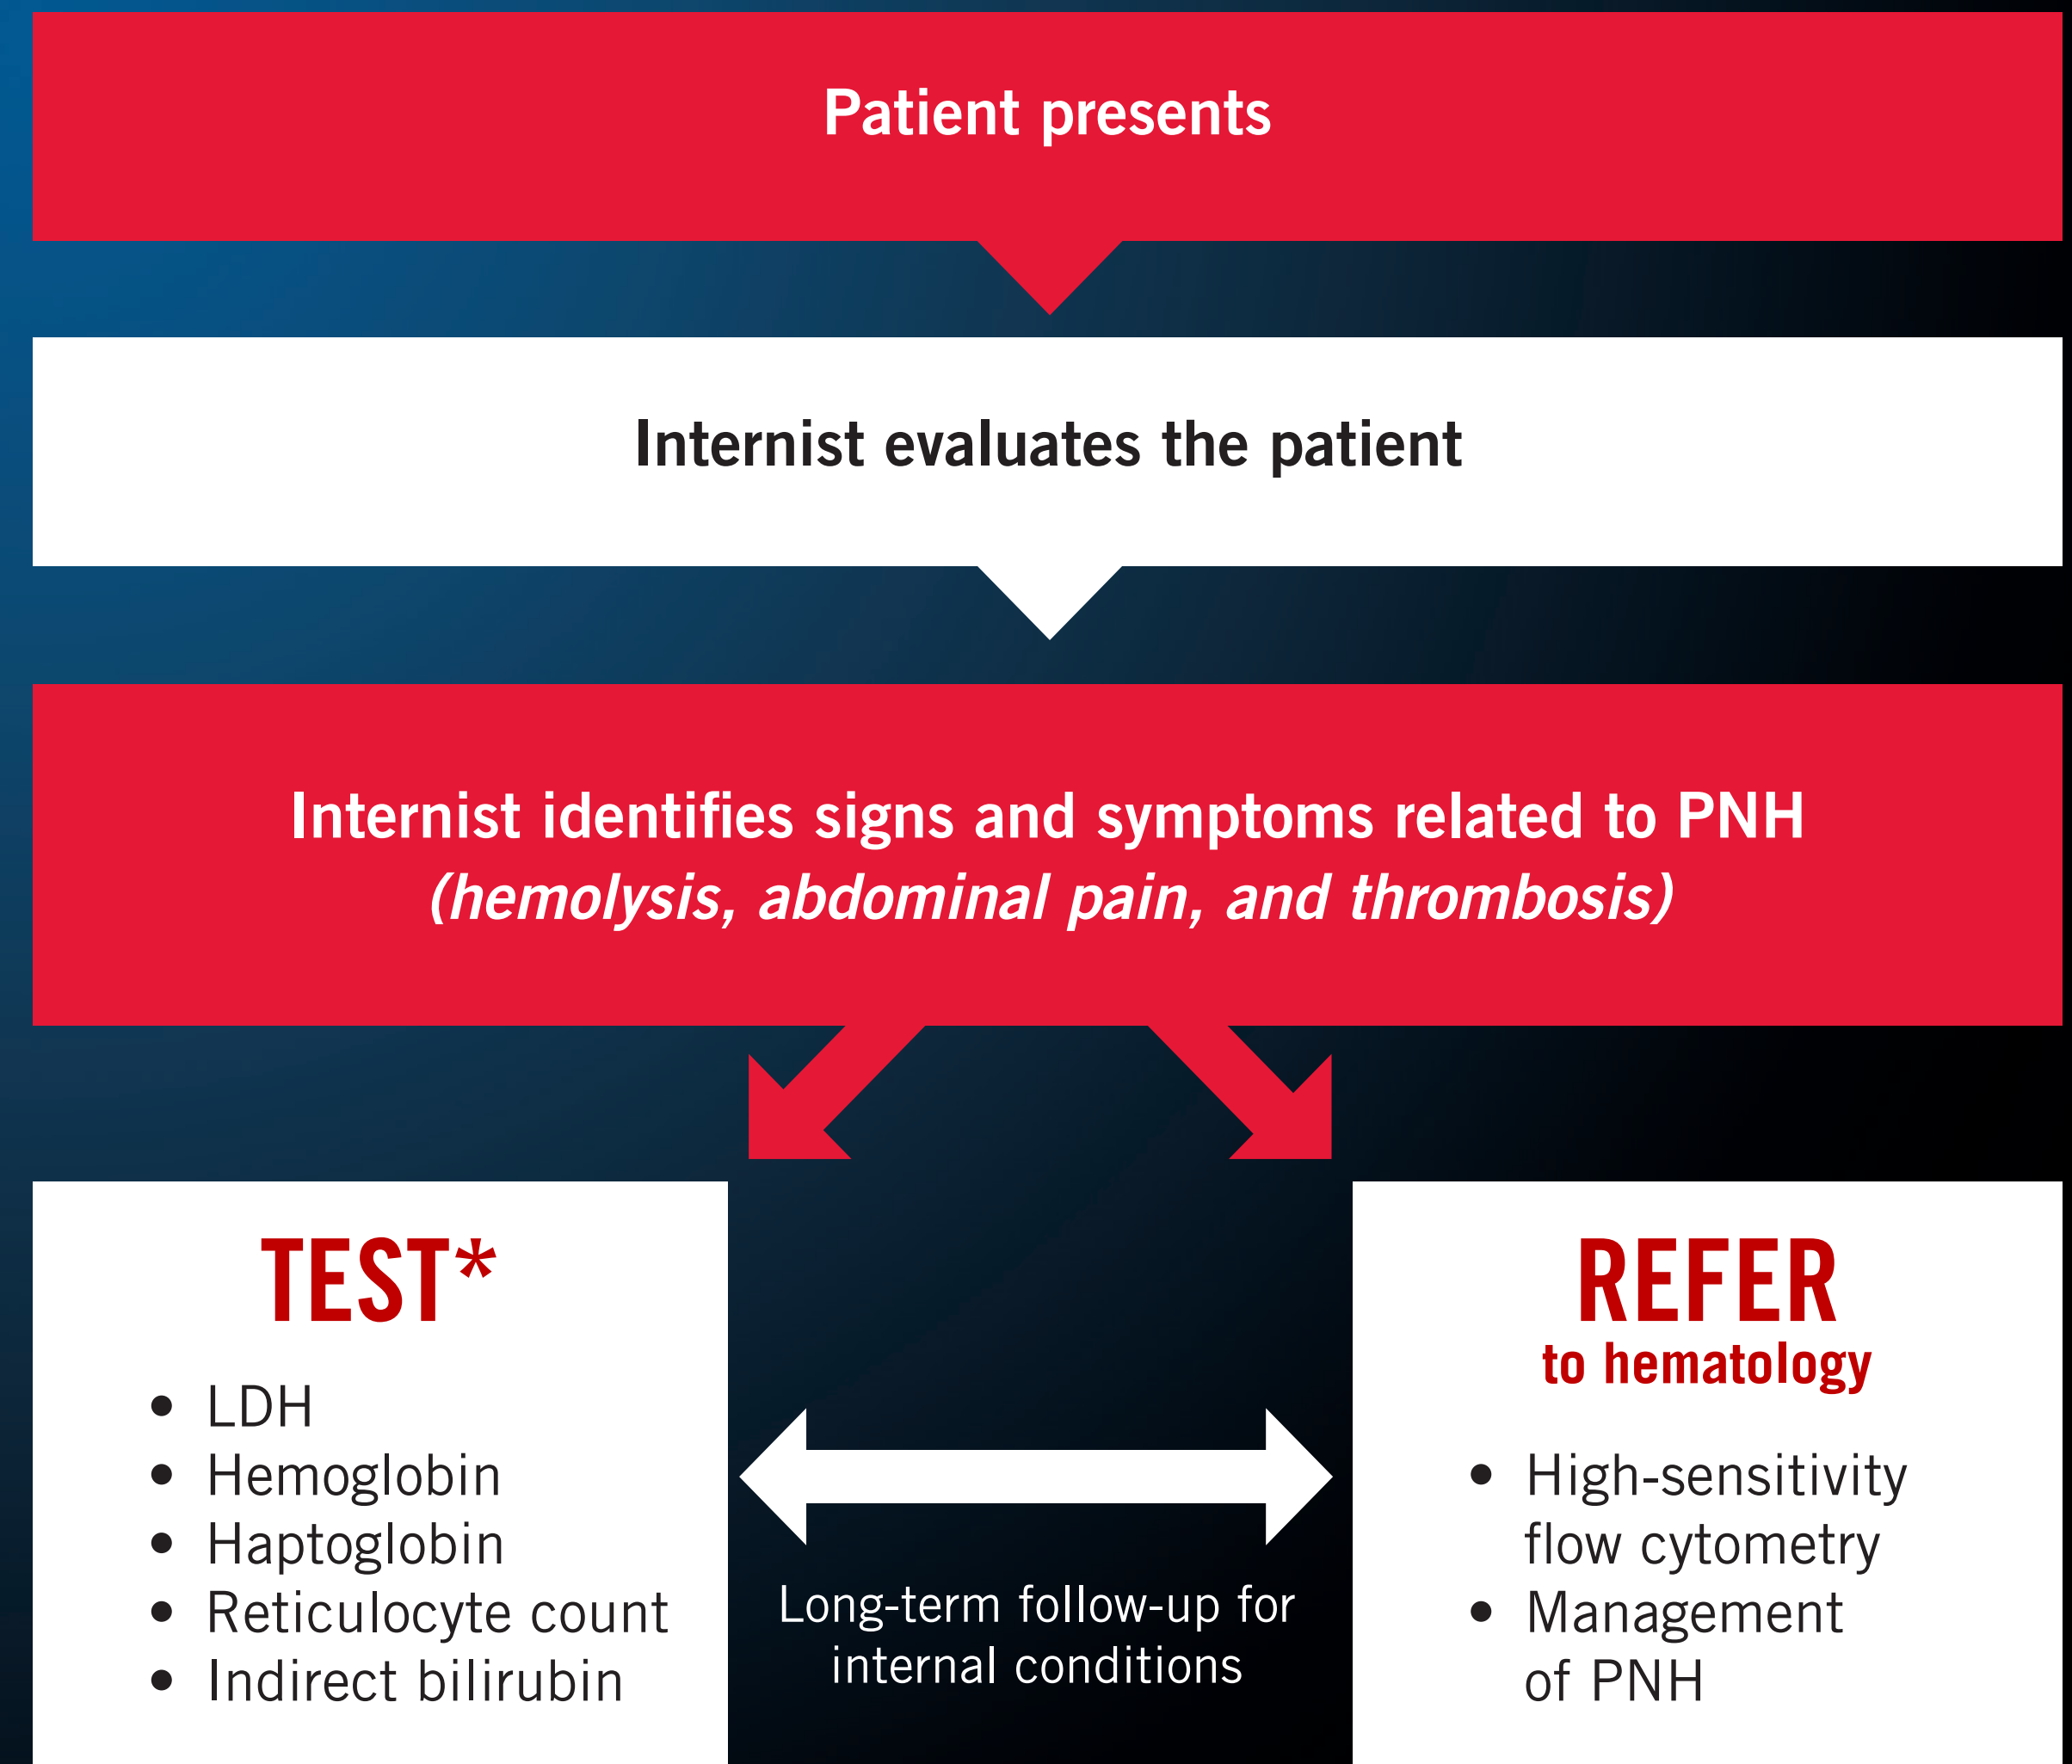 Patient presents
Internist evaluates the patient
Internist identifies signs and symptoms related to PNH
(hemolysis, abdominal pain, and thrombosis)
TEST*
• LDH
• Hemoglobin
• Haptoglobin
• Reticulocyte count
• Indirect bilirubin
Long-term follow-up for
internal conditions
REFER
to hematology
• High-sensitivity
flow cytometry
• Management
of PNH